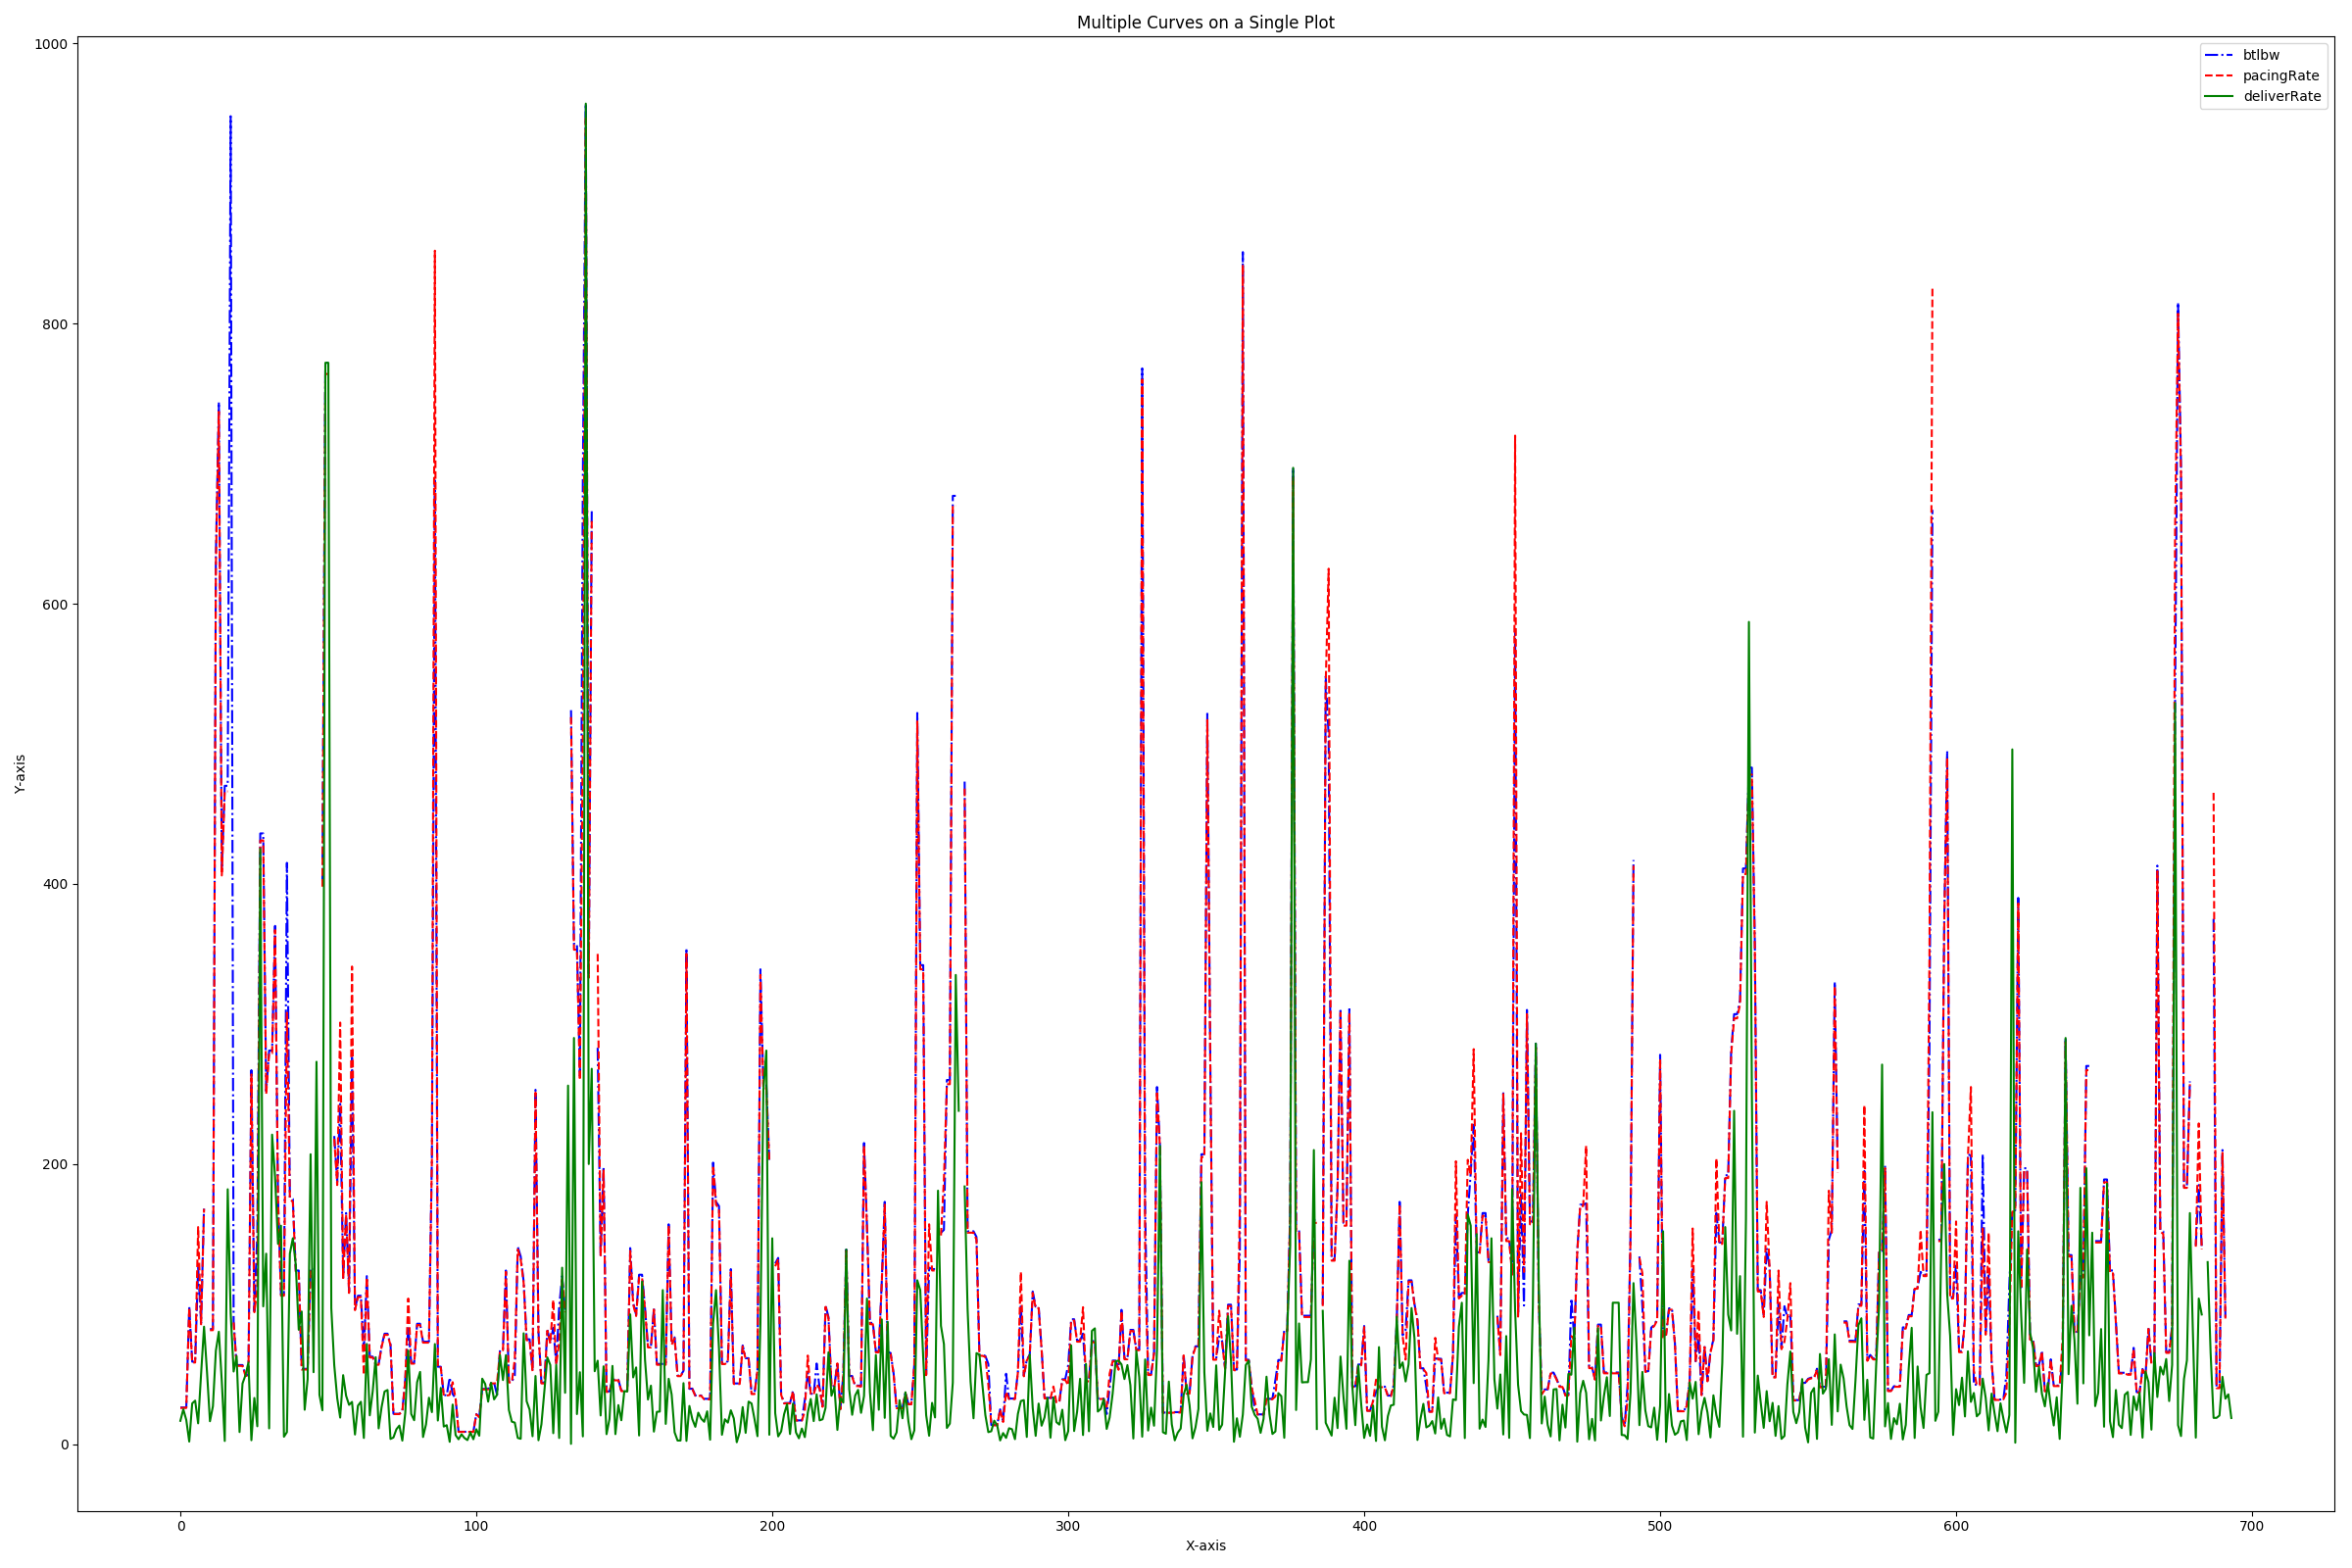 Multiple Curves on a Single Plot
btlbw
pacingRate
deliverRate
Y-axis
1000
800
600
400
200
0
0 100 200 300 400 500 600 700
X-axis